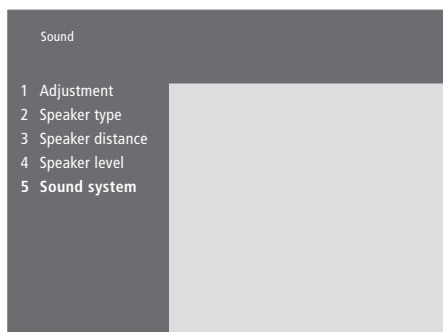 Sound
1 Adjustment
2 Speaker type
3 Speaker distance
4 Speaker level
5 Sound system